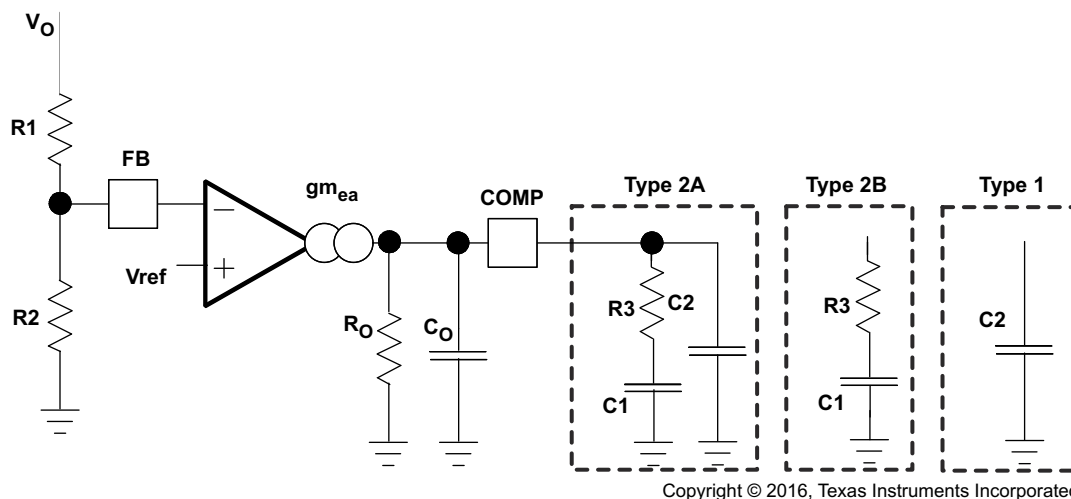 VO
R1
FB
gmea
COMP
Type 2A
Type 2B
Type 1
Vref
R2
RO
CO
R3
C2
C1
R3
C1
C2
Copyright © 2016, Texas Instruments Incorporated